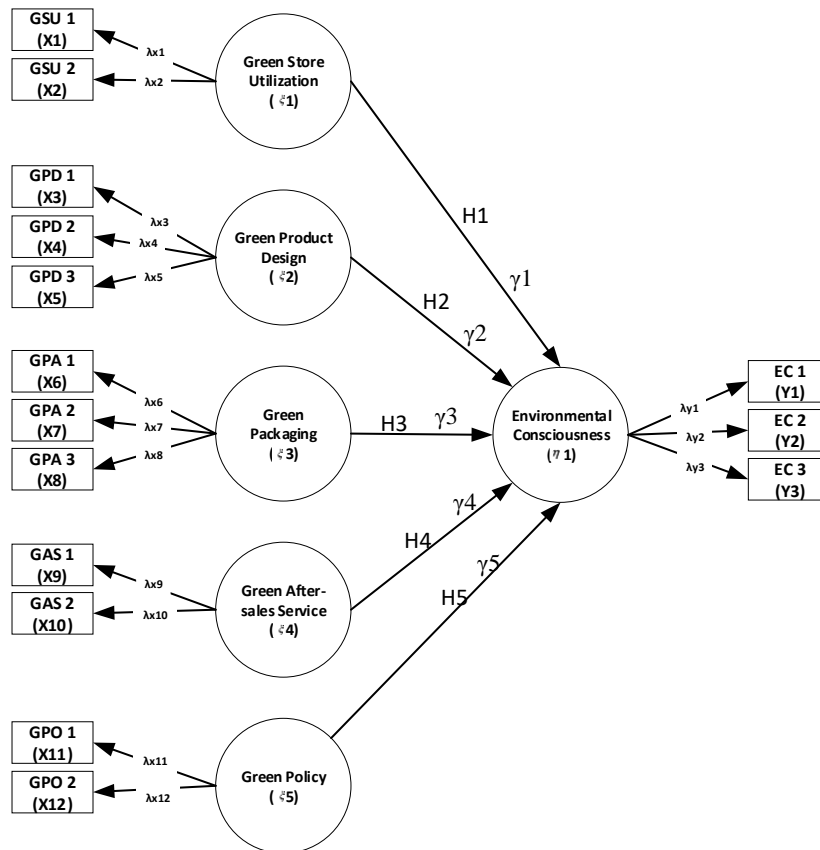 GSU 1
(X1)
GSU 2
(X2)
λx1
λx2
Green Store
Utilization
( ξ1)
H1
γ1
GPD 1
(X3)
GPD 2
(X4)
GPD 3
(X5)
λx3
λx4
λx5
Green Product
Design
( ξ2)
H2
γ2
GPA 1
(X6)
GPA 2
(X7)
GPA 3
(X8)
λx6
λx7
λx8
Green
Packaging
( ξ3)
H3
γ3
Environmental
Consciousness
( η 1)
λy1
λy2
λy3
EC 1
(Y1)
EC 2
(Y2)
EC 3
(Y3)
GAS 1
(X9)
GAS 2
(X10)
λx9
λx10
Green After-
sales Service
( ξ4)
H4
γ4
GPO 1
(X11)
GPO 2
(X12)
λx11
λx12
Green Policy
( ξ5)
H5
γ5